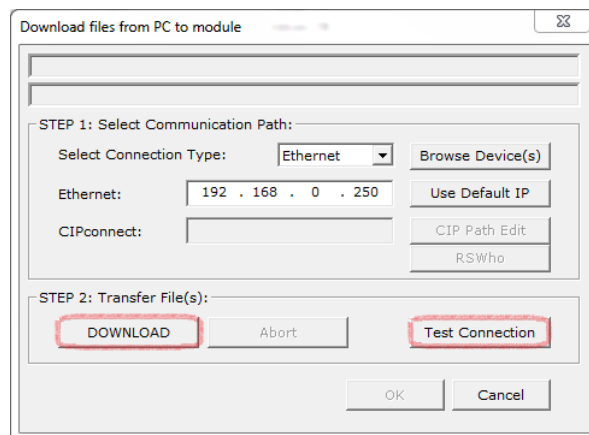 Download files from PC to module
STEP 1: Select Communication Path:
Select Connection Type: Ethernet Browse Device(s)
Ethernet: 192 . 168 . 0 . 250 Use Default IP
CIPconnect: CIP Path Edit
RSWho
STEP 2: Transfer File(s):
DOWNLOAD Abort Test Connection
OK Cancel